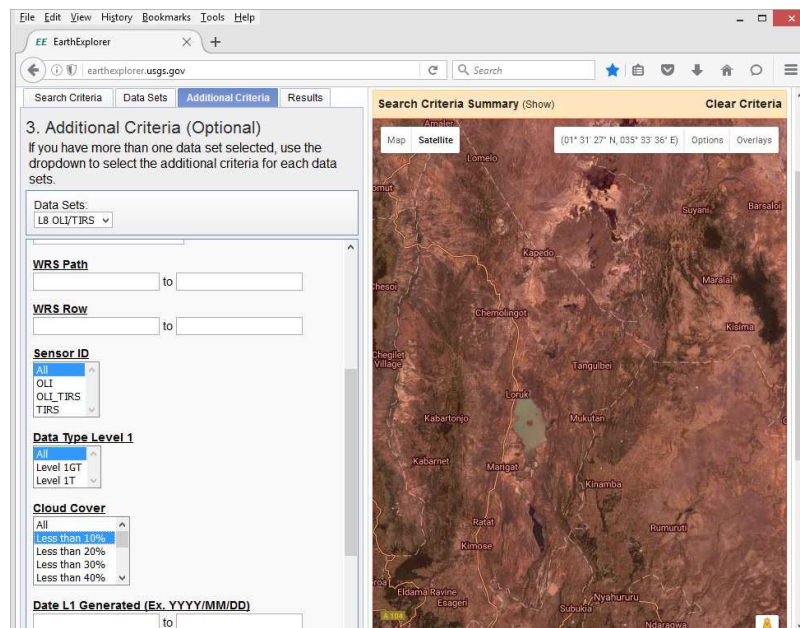 File Edit View History Bookmarks Tools Help
EE EarthExplorer
earthexplorer.usgs.gov
Search
Search Criteria Data Sets Additional Criteria Results
3. Additional Criteria (Optional)
If you have more than one data set selected, use the
dropdown to select the additional criteria for each data
sets.
Data Sets:
L8 OLI/TIRS
WRS Path
to
WRS Row
to
Sensor ID
All
OLI
OLI_TIRS
TIRS
Data Type Level 1
All
Level 1GT
Level 1T
Cloud Cover
All
Less than 10%
Less than 20%
Less than 30%
Less than 40%
Date L1 Generated (Ex. YYYY/MM/DD)
to
Search Criteria Summary (Show) Clear Criteria
Map Satellite (01° 31' 27" N, 035° 33' 36" E) Options Overlays
Lomelo
Suyani Barsaloi
Kapedo
Maralal
Chemolingot
Kisima
Chegilet
Village
Tangulbei
Loruk
Kabartonjo Mukutan
Kabarnet
Marigat
Kinamba
Ratat
Rumuruti
Kimose
Eldama Ravine
Esageri
Nyahururu
Subukia
A 104
Ndaragwa